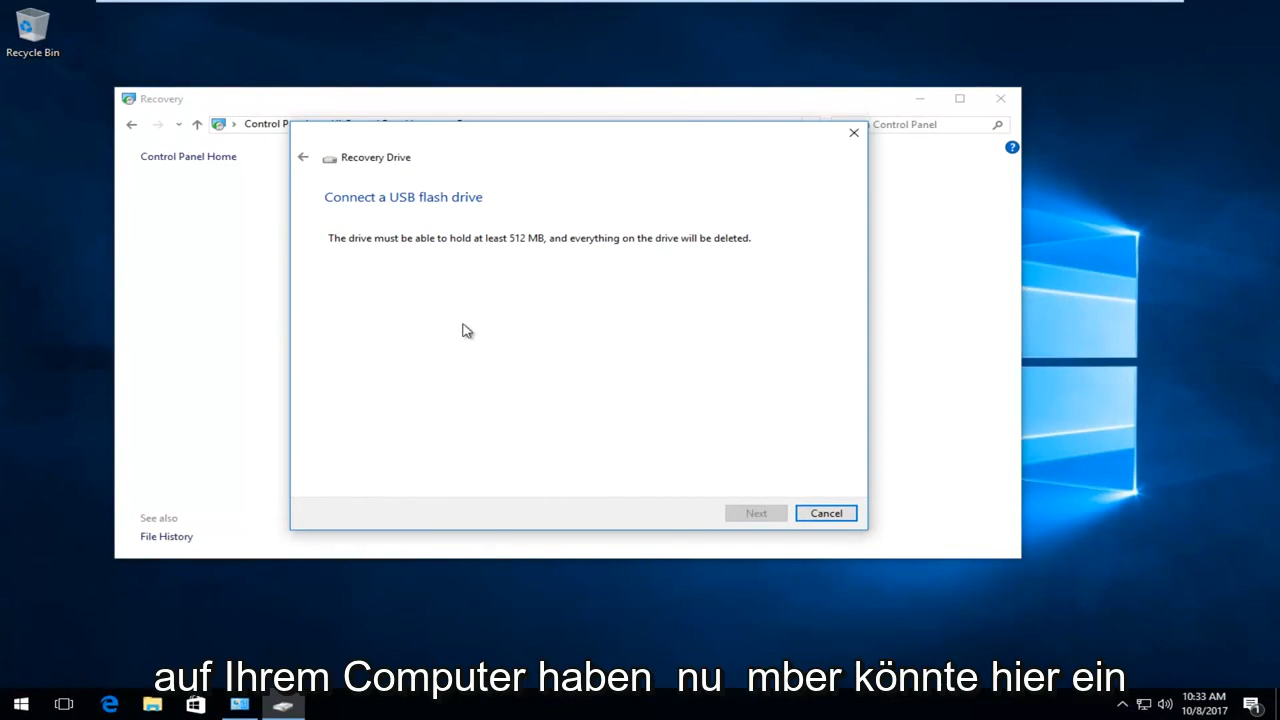 Recycle Bin
Recovery
Control P
Control Panel
Control Panel Home
Recovery Drive
Connect a USB flash drive
The drive must be able to hold at least 512 MB, and everything on the drive will be deleted.
Next
Cancel
See also
File History
auf Ihrem Computer haben nu mber könnte hier ein
10:33 AM
10/8/2017
1